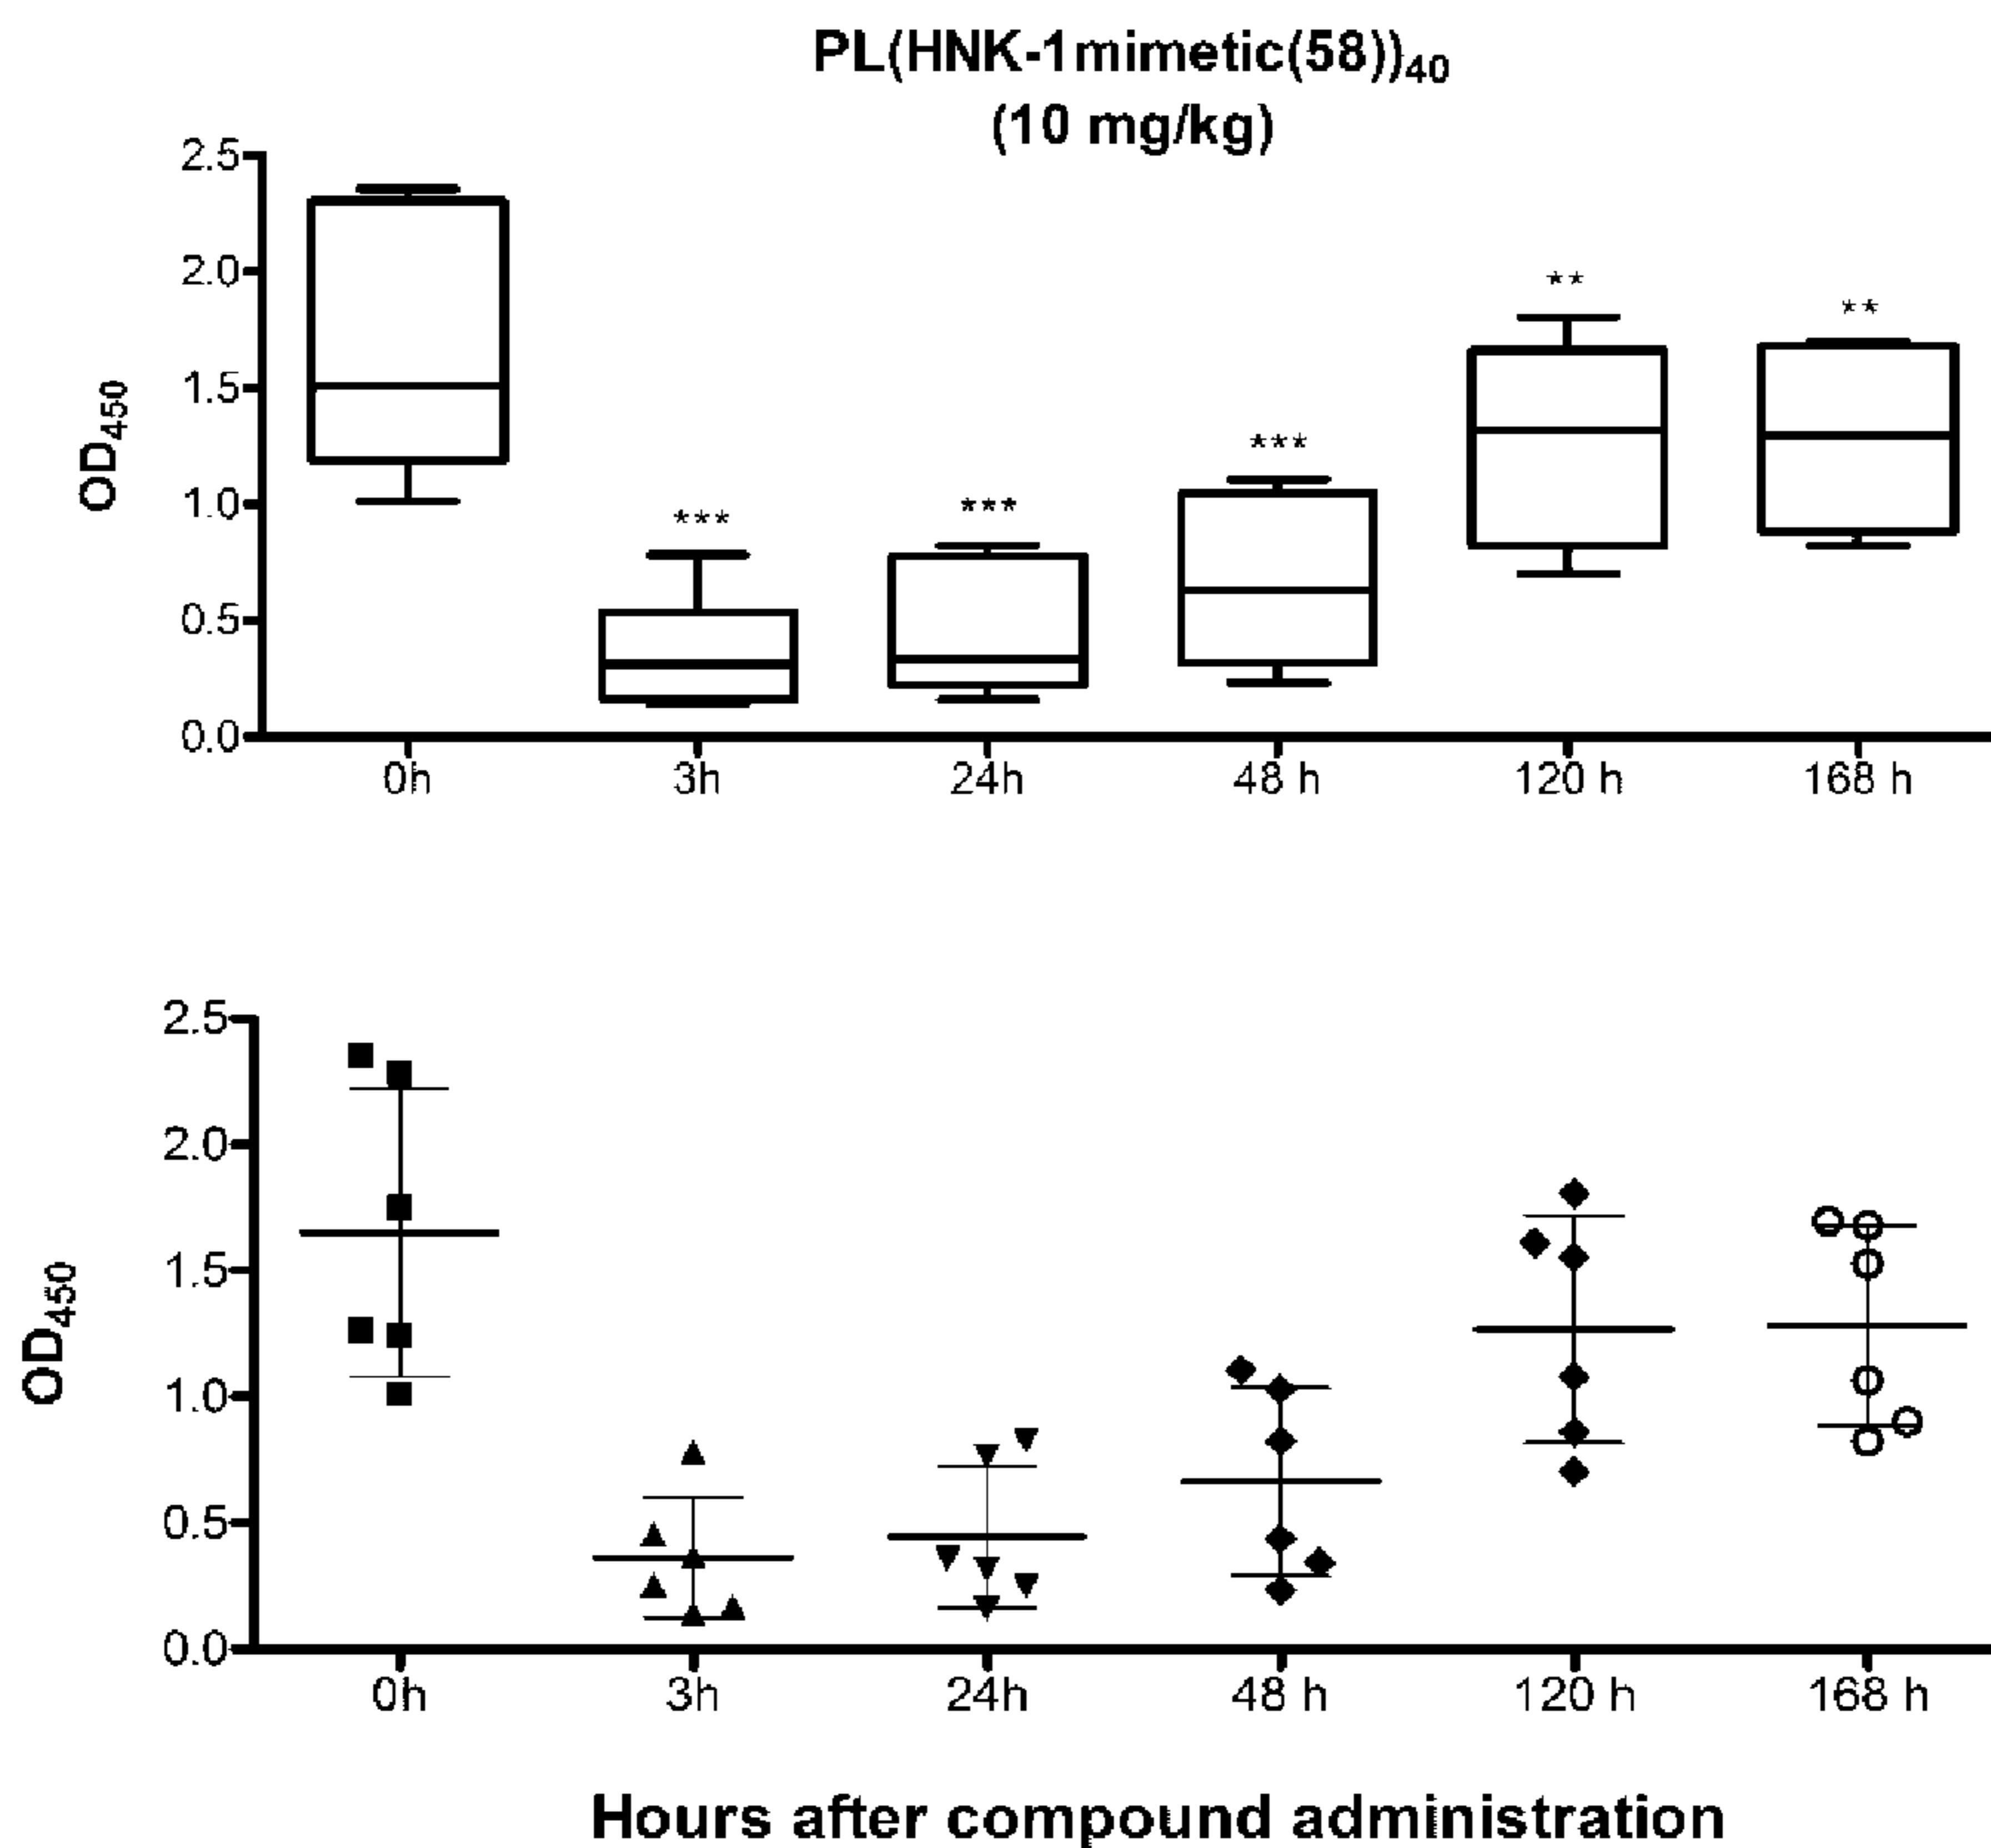 PL(HNK-1mimetic(58))₄₀
(10 mg/kg)
2.5
2.0
1.5
1.0
0.5
0.0
OD₄₅₀
***
***
***
**
**
0h 3h 24h 48 h 120 h 168 h
2.5
2.0
1.5
1.0
0.5
0.0
OD₄₅₀
0h 3h 24h 48 h 120 h 168 h
Hours after compound administration